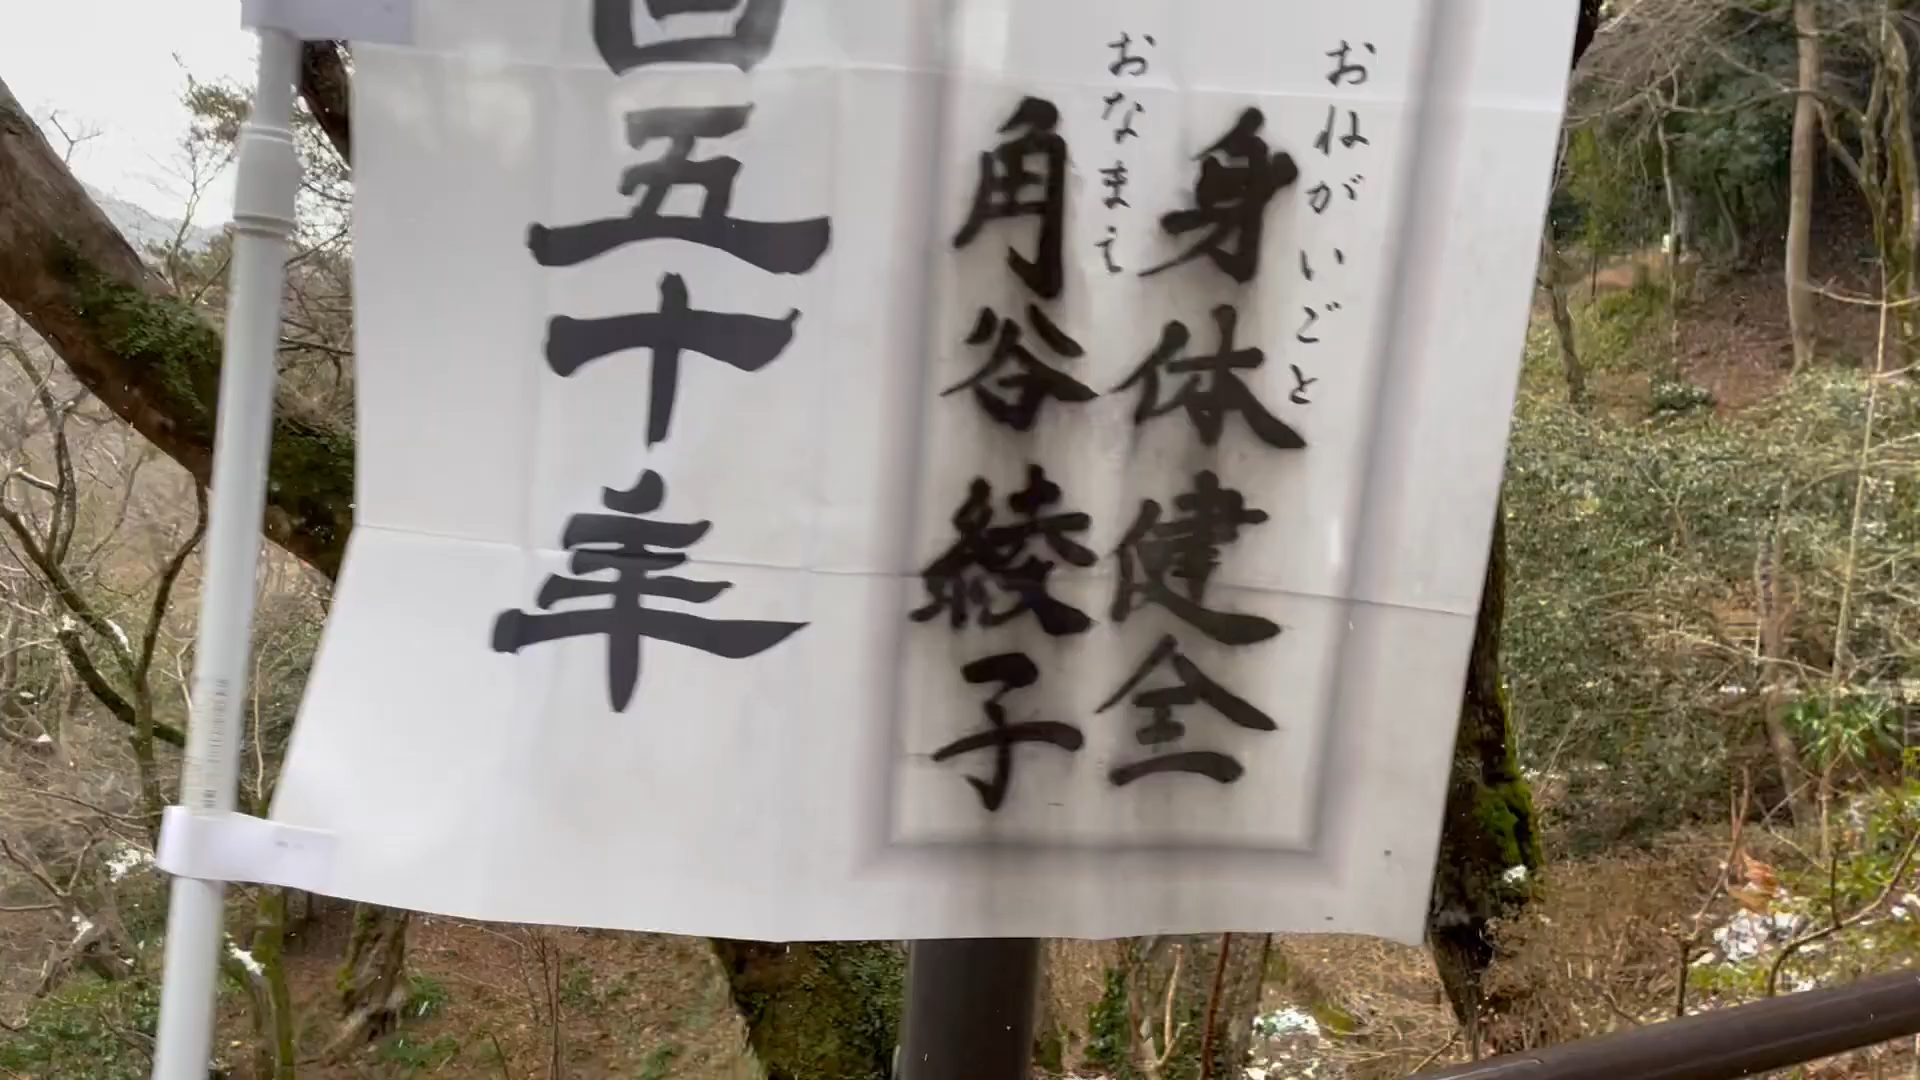 おねがいごと
身体健全
おなまえ
角谷綾子
五十年